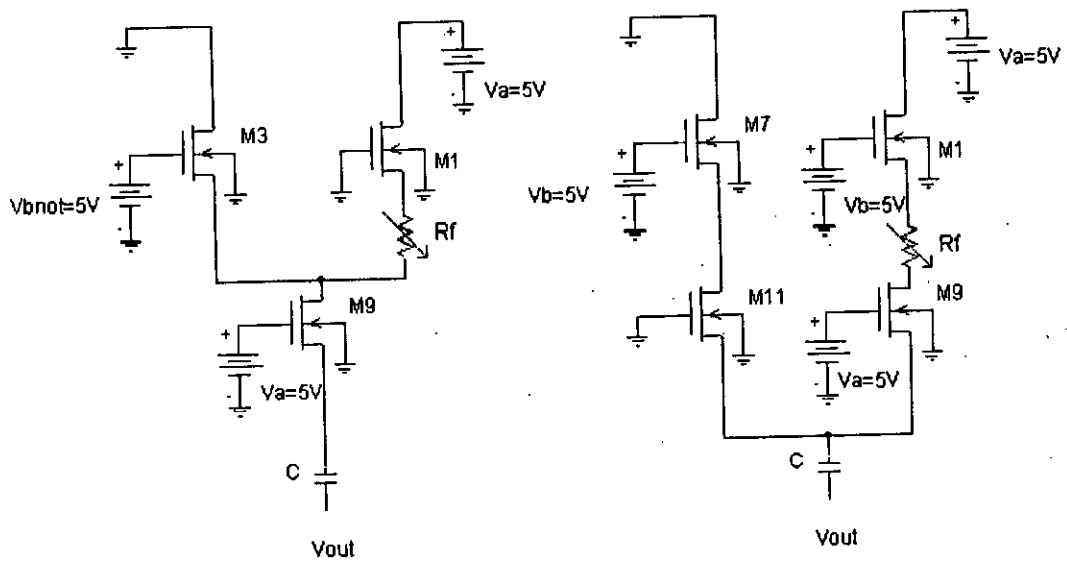 +
Va=5V
-
M3
M1
+
Vbnot=5V
-
Rf
M9
+
Va=5V
-
C
Vout
+
Va=5V
-
M7
M1
+
Vb=5V
-
+
Vb=5V
-
Rf
M11
M9
+
Va=5V
-
C
Vout